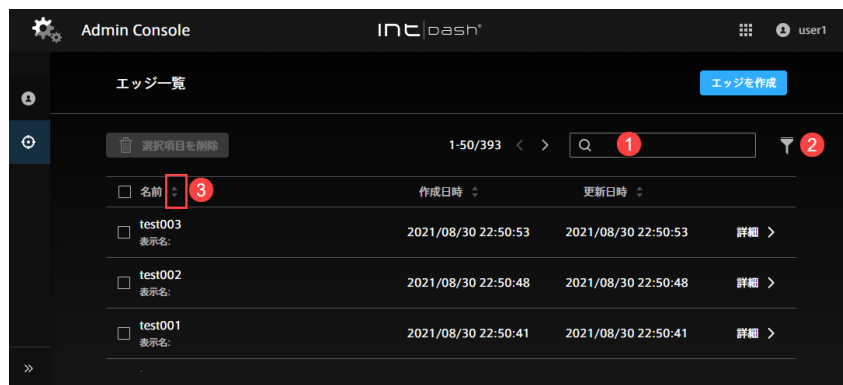 Admin Console
intdash
user1
エッジ一覧
エッジを作成
選択項目を削除
1-50/393
1
2
名前
3
作成日時
更新日時
test003
表示名:
2021/08/30 22:50:53
2021/08/30 22:50:53
詳細
test002
表示名:
2021/08/30 22:50:48
2021/08/30 22:50:48
詳細
test001
表示名:
2021/08/30 22:50:41
2021/08/30 22:50:41
詳細